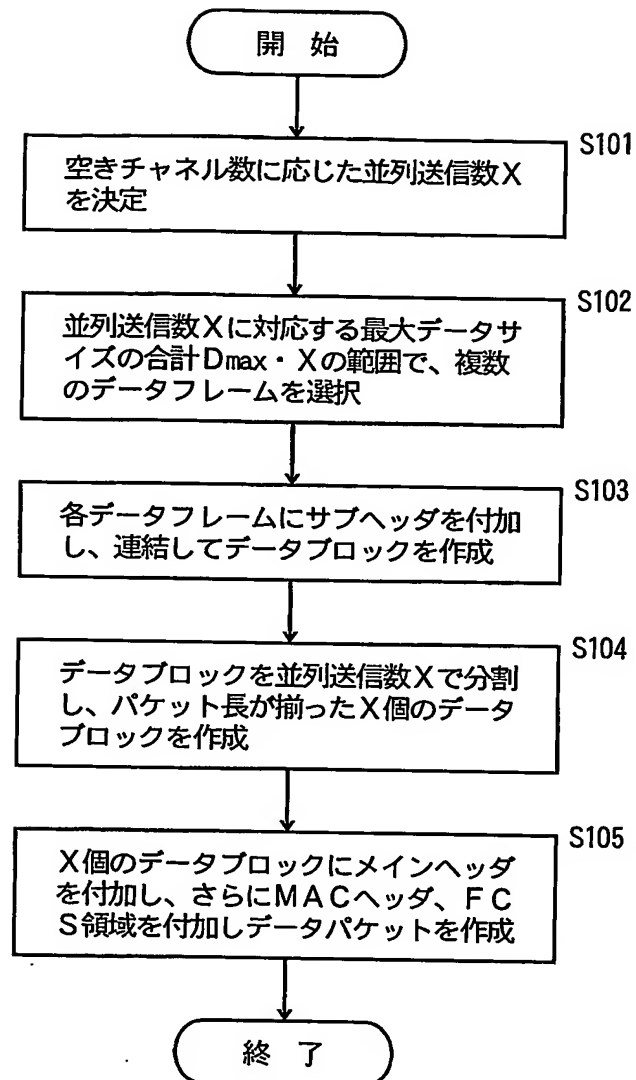 開 始
S101
空きチャネル数に応じた並列送信数X
を決定
S102
並列送信数Xに対応する最大データサ
イズの合計Dmax・Xの範囲で、複数
のデータフレームを選択
S103
各データフレームにサブヘッダを付加
し、連結してデータブロックを作成
S104
データブロックを並列送信数Xで分割
し、パケット長が揃ったX個のデータ
ブロックを作成
S105
X個のデータブロックにメインヘッダ
を付加し、さらにMACヘッダ、FC
S領域を付加しデータパケットを作成
終 了